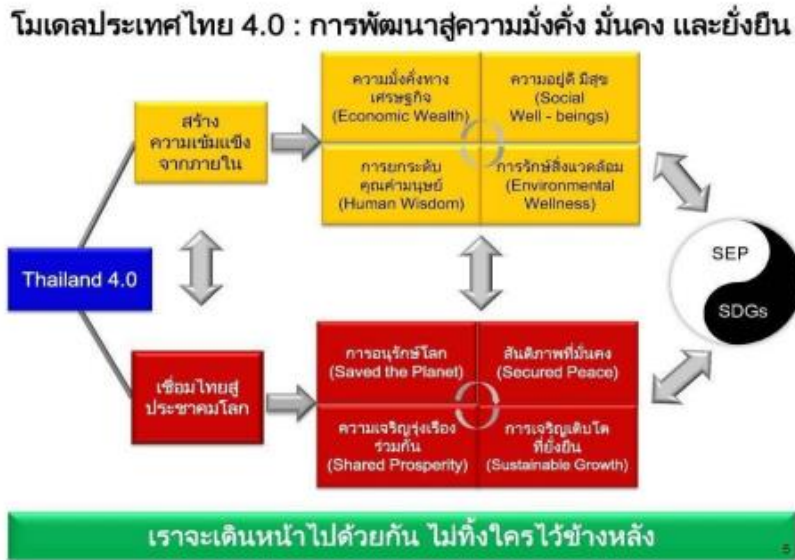 โมเดลประเทศไทย 4.0 : การพัฒนาสู่ความมั่งคั่ง มั่นคง และยั่งยืน
สร้าง
ความเข้มแข็ง
จากภายใน
ความมั่งคั่งทาง
เศรษฐกิจ
(Economic Wealth)
ความอยู่ดี มีสุข
(Social
Well - beings)
การยกระดับ
คุณค่ามนุษย์
(Human Wisdom)
การรักษ์สิ่งแวดล้อม
(Environmental
Wellness)
Thailand 4.0
SEP
SDGs
เชื่อมไทยสู่
ประชาคมโลก
การอนุรักษ์โลก
(Saved the Planet)
สันติภาพที่มั่นคง
(Secured Peace)
ความเจริญรุ่งเรือง
ร่วมกัน
(Shared Prosperity)
การเจริญเติบโต
ที่ยั่งยืน
(Sustainable Growth)
เราจะเดินหน้าไปด้วยกัน ไม่ทิ้งใครไว้ข้างหลัง
5